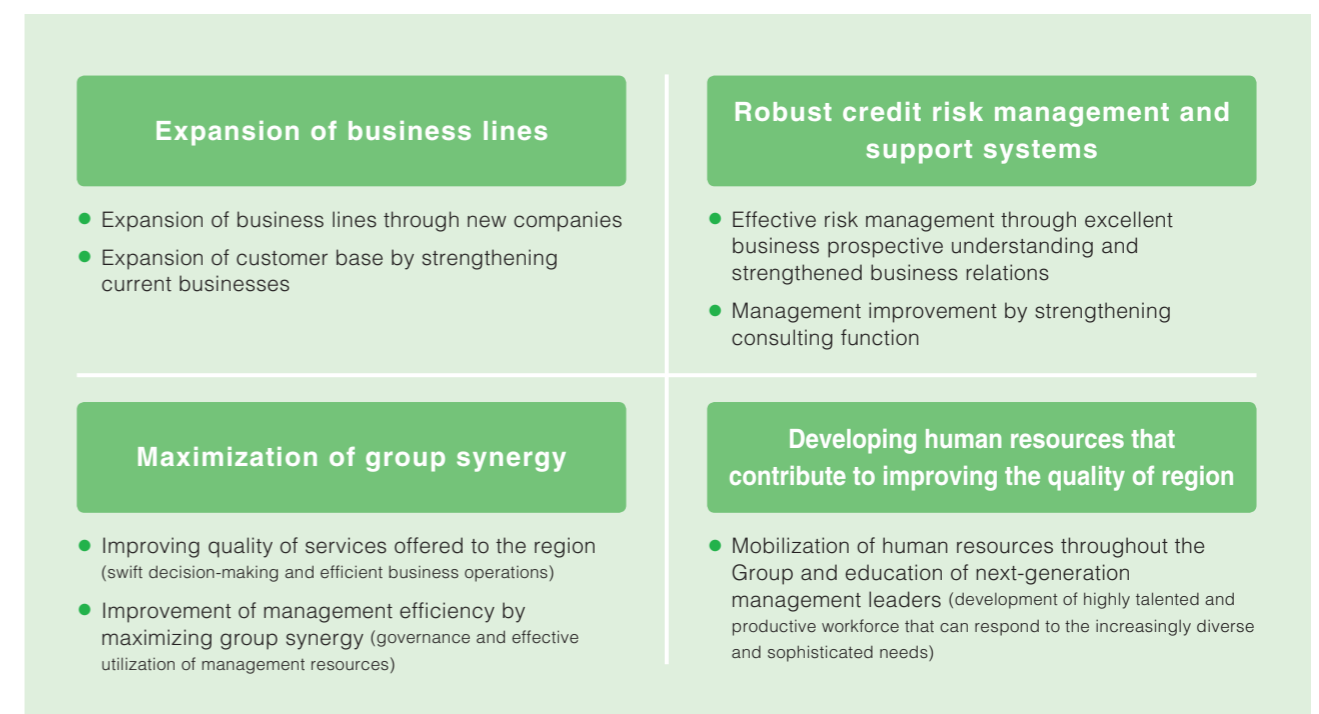 Expansion of business lines
● Expansion of business lines through new companies
● Expansion of customer base by strengthening
current businesses
Robust credit risk management and
support systems
● Effective risk management through excellent
business prospective understanding and
strengthened business relations
● Management improvement by strengthening
consulting function
Maximization of group synergy
● Improving quality of services offered to the region
(swift decision-making and efficient business operations)
● Improvement of management efficiency by
maximizing group synergy (governance and effective
utilization of management resources)
Developing human resources that
contribute to improving the quality of region
● Mobilization of human resources throughout the
Group and education of next-generation
management leaders (development of highly talented and
productive workforce that can respond to the increasingly diverse
and sophisticated needs)